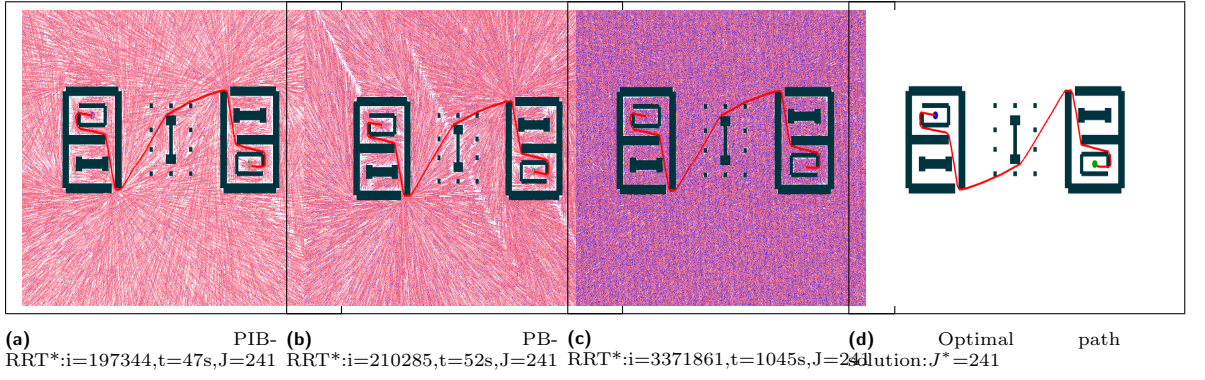 (a) PIB-
RRT*:i=197344,t=47s,J=241
(b) PB-
RRT*:i=210285,t=52s,J=241
(c)
RRT*:i=3371861,t=1045s,J=241
(d) Optimal path
solution:J*=241